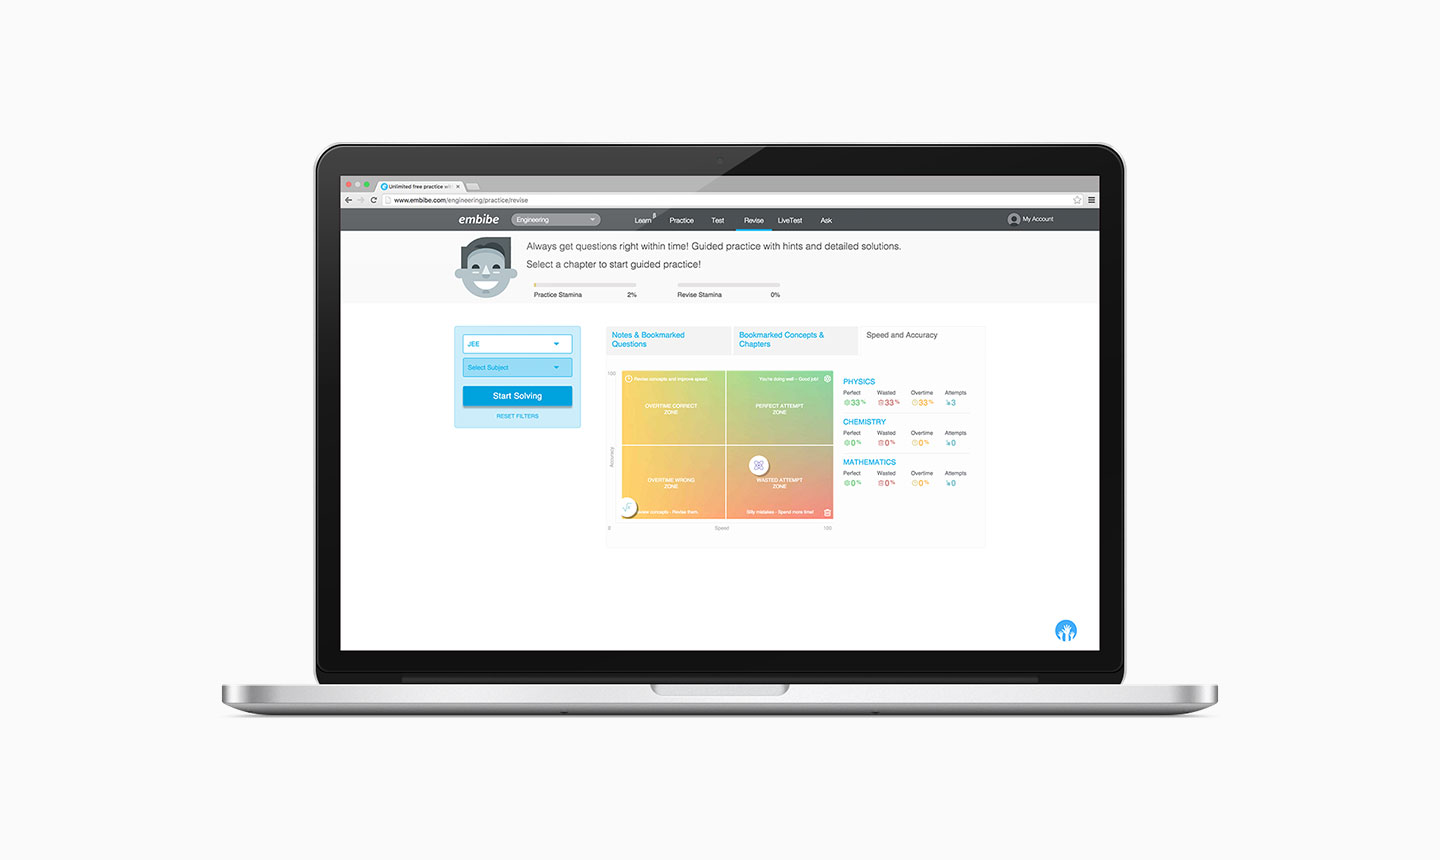 Unlimited free practice wit
www.embibe.com/engineering/practice/revise
embibe
Engineering
Learn β
Practice
Test
Revise
LiveTest
Ask
My Account
Always get questions right within time! Guided practice with hints and detailed solutions.
Select a chapter to start guided practice!
Practice Stamina 2%
Revise Stamina 0%
JEE
Select Subject
Start Solving
RESET FILTERS
Notes & Bookmarked
Questions
Bookmarked Concepts &
Chapters
Speed and Accuracy
100
Revise concepts and improve speed.
You're doing well – Good job!
OVERTIME CORRECT
ZONE
PERFECT ATTEMPT
ZONE
Accuracy
OVERTIME WRONG
ZONE
WASTED ATTEMPT
ZONE
concepts - Revise them.
Silly mistakes - Spend more time!
0
Speed
100
PHYSICS
Perfect Wasted Overtime Attempts
33% 33% 33% 3
CHEMISTRY
Perfect Wasted Overtime Attempts
0% 0% 0% 0
MATHEMATICS
Perfect Wasted Overtime Attempts
0% 0% 0% 0